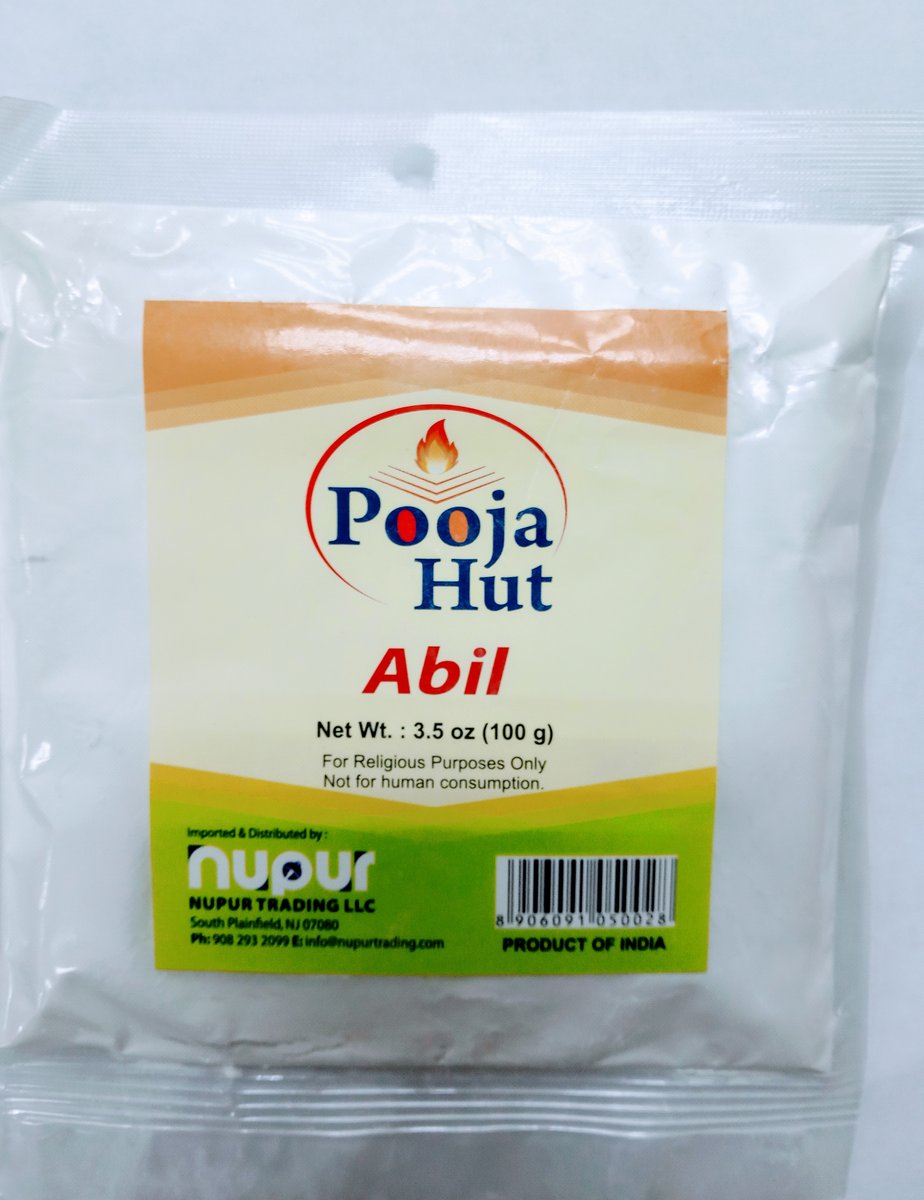 Pooja
Hut
Abil
Net Wt. : 3.5 oz (100 g)
For Religious Purposes Only
Not for human consumption.
Imported & Distributed by :
nupur
NUPUR TRADING LLC
South Plainfield, NJ 07080
Ph: 908 293 2099 E: info@nupurtrading.com
8 906091 050028
PRODUCT OF INDIA